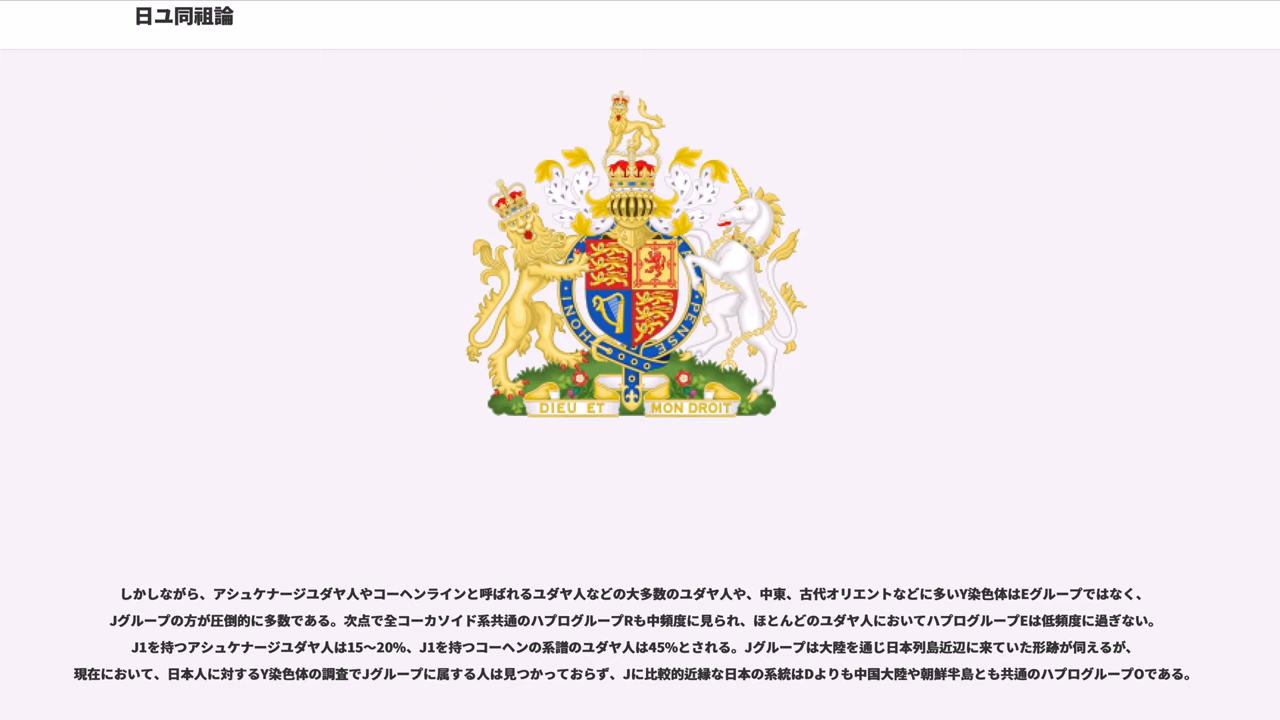 日ユ同祖論
HONI
PENSE
DIEU ET MON DROIT
しかしながら、アシュケナージユダヤ人やコーヘンラインと呼ばれるユダヤ人などの大多数のユダヤ人や、中東、古代オリエントなどに多いY染色体はEグループではなく、
Jグループの方が圧倒的に多数である。次点で全コーカソイド系共通のハプログループRも中頻度に見られ、ほとんどのユダヤ人においてハプログループEは低頻度に過ぎない。
J1を持つアシュケナージユダヤ人は15〜20%、J1を持つコーヘンの系譜のユダヤ人は45%とされる。Jグループは大陸を通じ日本列島近辺に来ていた形跡が伺えるが、
現在において、日本人に対するY染色体の調査でJグループに属する人は見つかっておらず、Jに比較的近縁な日本の系統はDよりも中国大陸や朝鮮半島とも共通のハプログループOである。